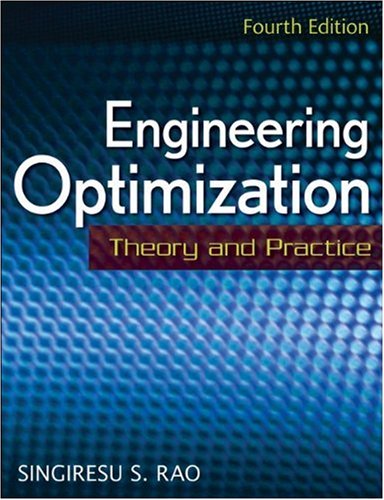 Fourth Edition
Engineering
Optimization
Theory and Practice
SINGIRESU S. RAO